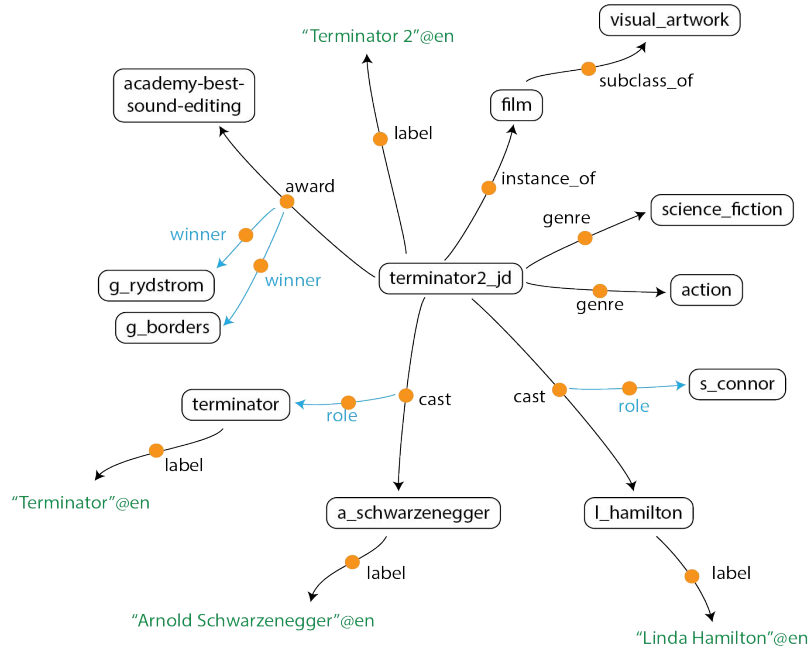 visual_artwork
“Terminator 2”@en
subclass_of
academy-best-
sound-editing
film
label
instance_of
award
science_fiction
genre
winner
terminator2_jd
winner
g_rydstrom
action
genre
g_borders
s_connor
cast
cast
terminator
role
role
label
“Terminator”@en
a_schwarzenegger
l_hamilton
label
label
“Arnold Schwarzenegger”@en
“Linda Hamilton”@en